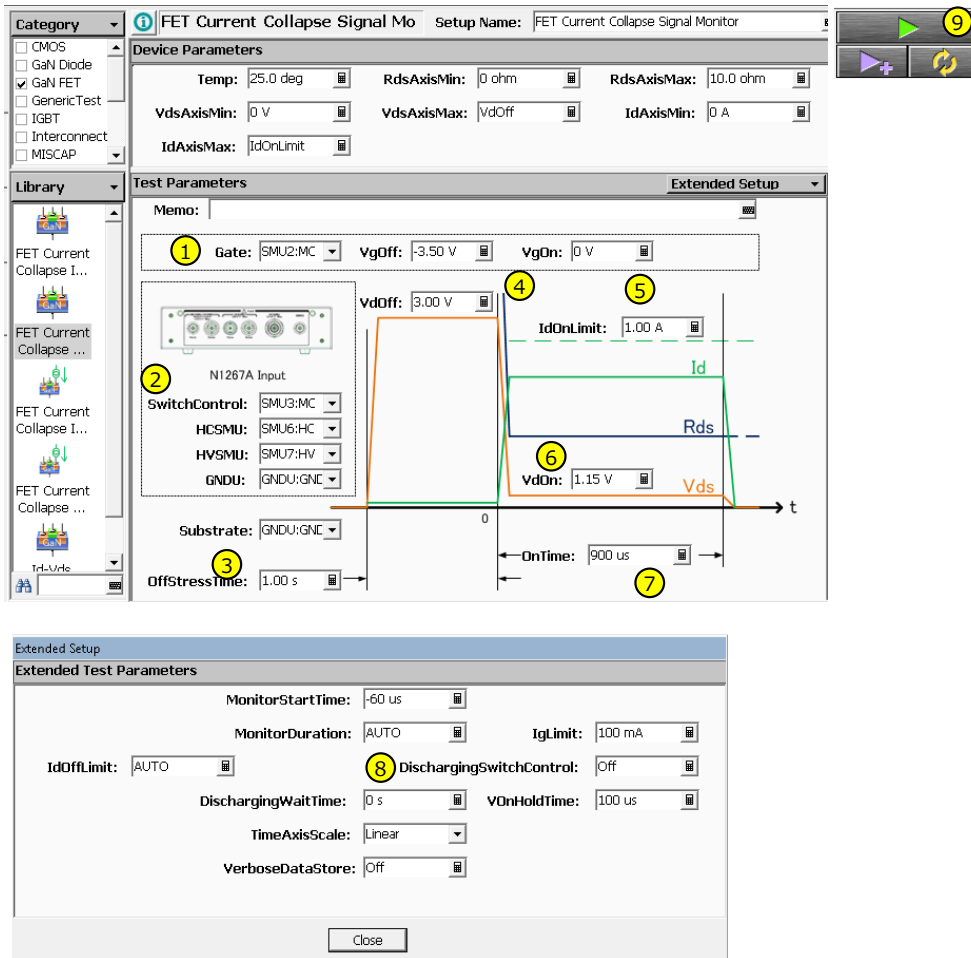 Category
CMOS
GaN Diode
GaN FET
GenericTest
IGBT
Interconnect
MISCAP
Library
GaN
FET Current
Collapse I...
GaN
FET Current
Collapse ...
FET Current
Collapse I...
FET Current
Collapse ...
GaN
Id-Vds
FET Current Collapse Signal Mo
Setup Name: FET Current Collapse Signal Monitor
9
Device Parameters
Temp: 25.0 deg RdsAxisMin: 0 ohm RdsAxisMax: 10.0 ohm
VdsAxisMin: 0 V VdsAxisMax: VdOff IdAxisMin: 0 A
IdAxisMax: IdOnLimit
Test Parameters Extended Setup
Memo:
1 Gate: SMU2:MC VgOff: -3.50 V VgOn: 0 V
VdOff: 3.00 V 4 5
IdOnLimit: 1.00 A
N1267A Input
2
SwitchControl: SMU3:MC
HCSMU: SMU6:HC
HVSMU: SMU7:HV
GNDU: GNDU:GND
Id
Rds
6
VdOn: 1.15 V Vds
t
0
Substrate: GNDU:GND
3
OffStressTime: 1.00 s
OnTime: 900 us
7
Extended Setup
Extended Test Parameters
MonitorStartTime: -60 us
MonitorDuration: AUTO IgLimit: 100 mA
IdOffLimit: AUTO 8 DischargingSwitchControl: Off
DischargingWaitTime: 0 s VOnHoldTime: 100 us
TimeAxisScale: Linear
VerboseDataStore: Off
Close